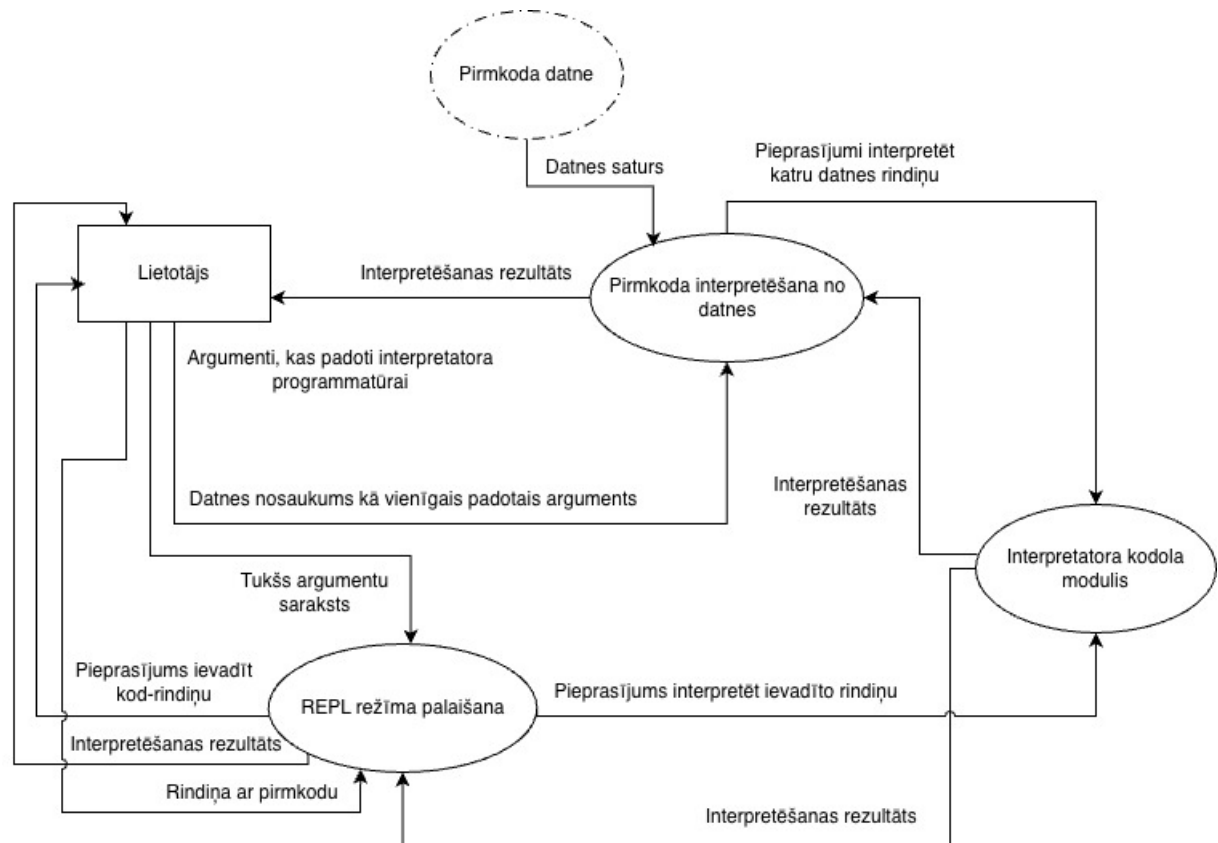 Pirmkoda datne
Datnes saturs
Pieprasījumi interpretēt
katru datnes rindiņu
Lietotājs
Interpretēšanas rezultāts
Pirmkoda interpretēšana no
datnes
Argumenti, kas padoti interpretatora
programmatūrai
Datnes nosaukums kā vienīgais padotais arguments
Interpretēšanas
rezultāts
Interpretatora kodola
modulis
Tukšs argumentu
saraksts
Pieprasījums ievadīt
kod-rindiņu
REPL režīma palaišana
Pieprasījums interpretēt ievadīto rindiņu
Interpretēšanas rezultāts
Rindiņa ar pirmkodu
Interpretēšanas rezultāts